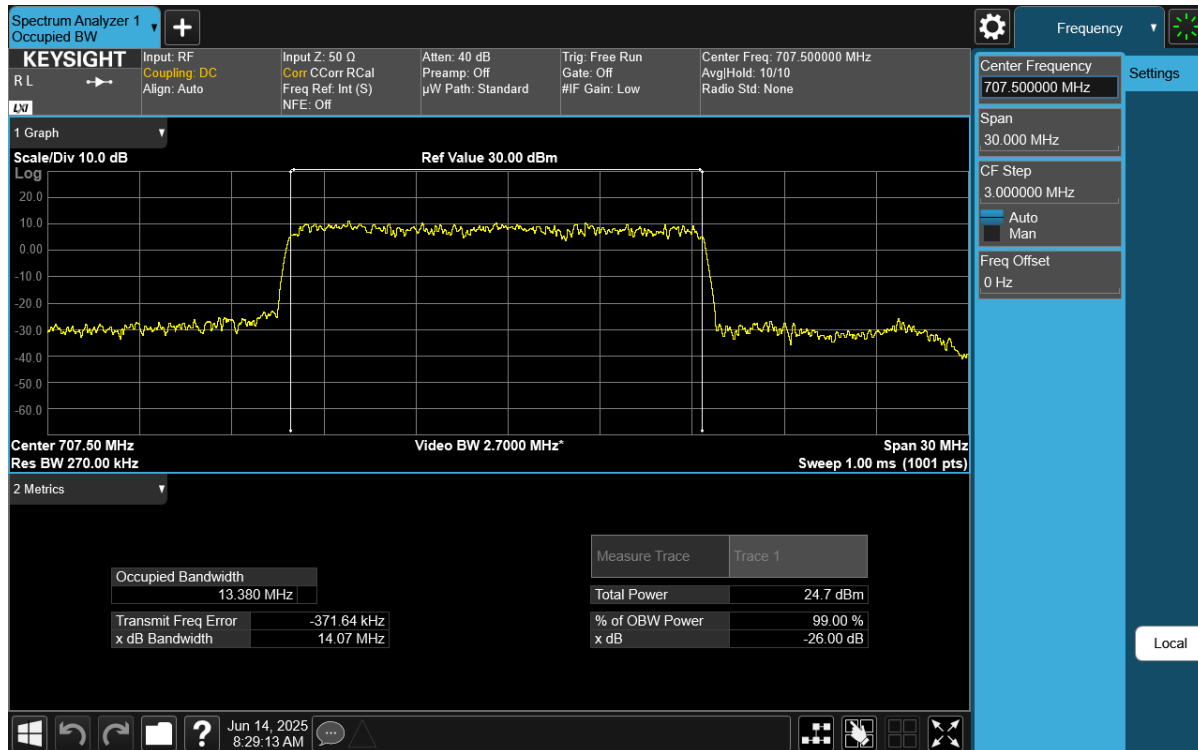 Spectrum Analyzer 1
Occupied BW
Frequency
KEYSIGHT
R L
LXI
Input: RF
Coupling: DC
Align: Auto
Input Z: 50 Ω
Corr CCorr RCal
Freq Ref: Int (S)
NFE: Off
Atten: 40 dB
Preamp: Off
µW Path: Standard
Trig: Free Run
Gate: Off
#IF Gain: Low
Center Freq: 707.500000 MHz
Avg|Hold: 10/10
Radio Std: None
Center Frequency
707.500000 MHz
Settings
Span
30.000 MHz
CF Step
3.000000 MHz
Auto
Man
Freq Offset
0 Hz
Local
1 Graph
Scale/Div 10.0 dB
Ref Value 30.00 dBm
Log
20.0
10.0
0.00
-10.0
-20.0
-30.0
-40.0
-50.0
-60.0
Center 707.50 MHz
Video BW 2.7000 MHz*
Span 30 MHz
Res BW 270.00 kHz
Sweep 1.00 ms (1001 pts)
2 Metrics
Measure Trace
Trace 1
Occupied Bandwidth
13.380 MHz
Total Power
24.7 dBm
Transmit Freq Error
-371.64 kHz
% of OBW Power
99.00 %
x dB Bandwidth
14.07 MHz
x dB
-26.00 dB
?
Jun 14, 2025
8:29:13 AM